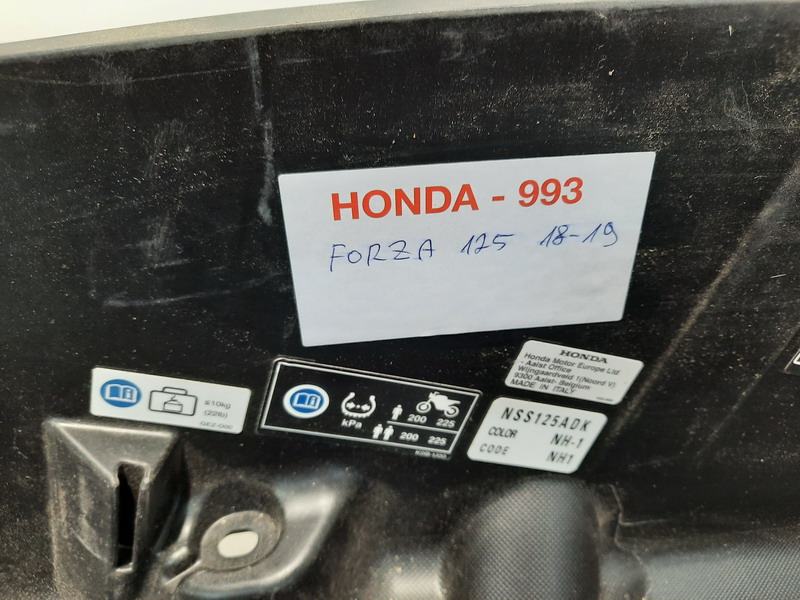 HONDA - 993
FORZA 125 18-19
≤10kg
(22lb)
kPa
200 225
200 225
HONDA
Honda Motor Europe Ltd
- Aalst Office
Wijngaardveld 1(Noord V)
9300 Aalst- Belgium
MADE IN ITALY
NSS125ADK
COLOR NH-1
CODE NH1